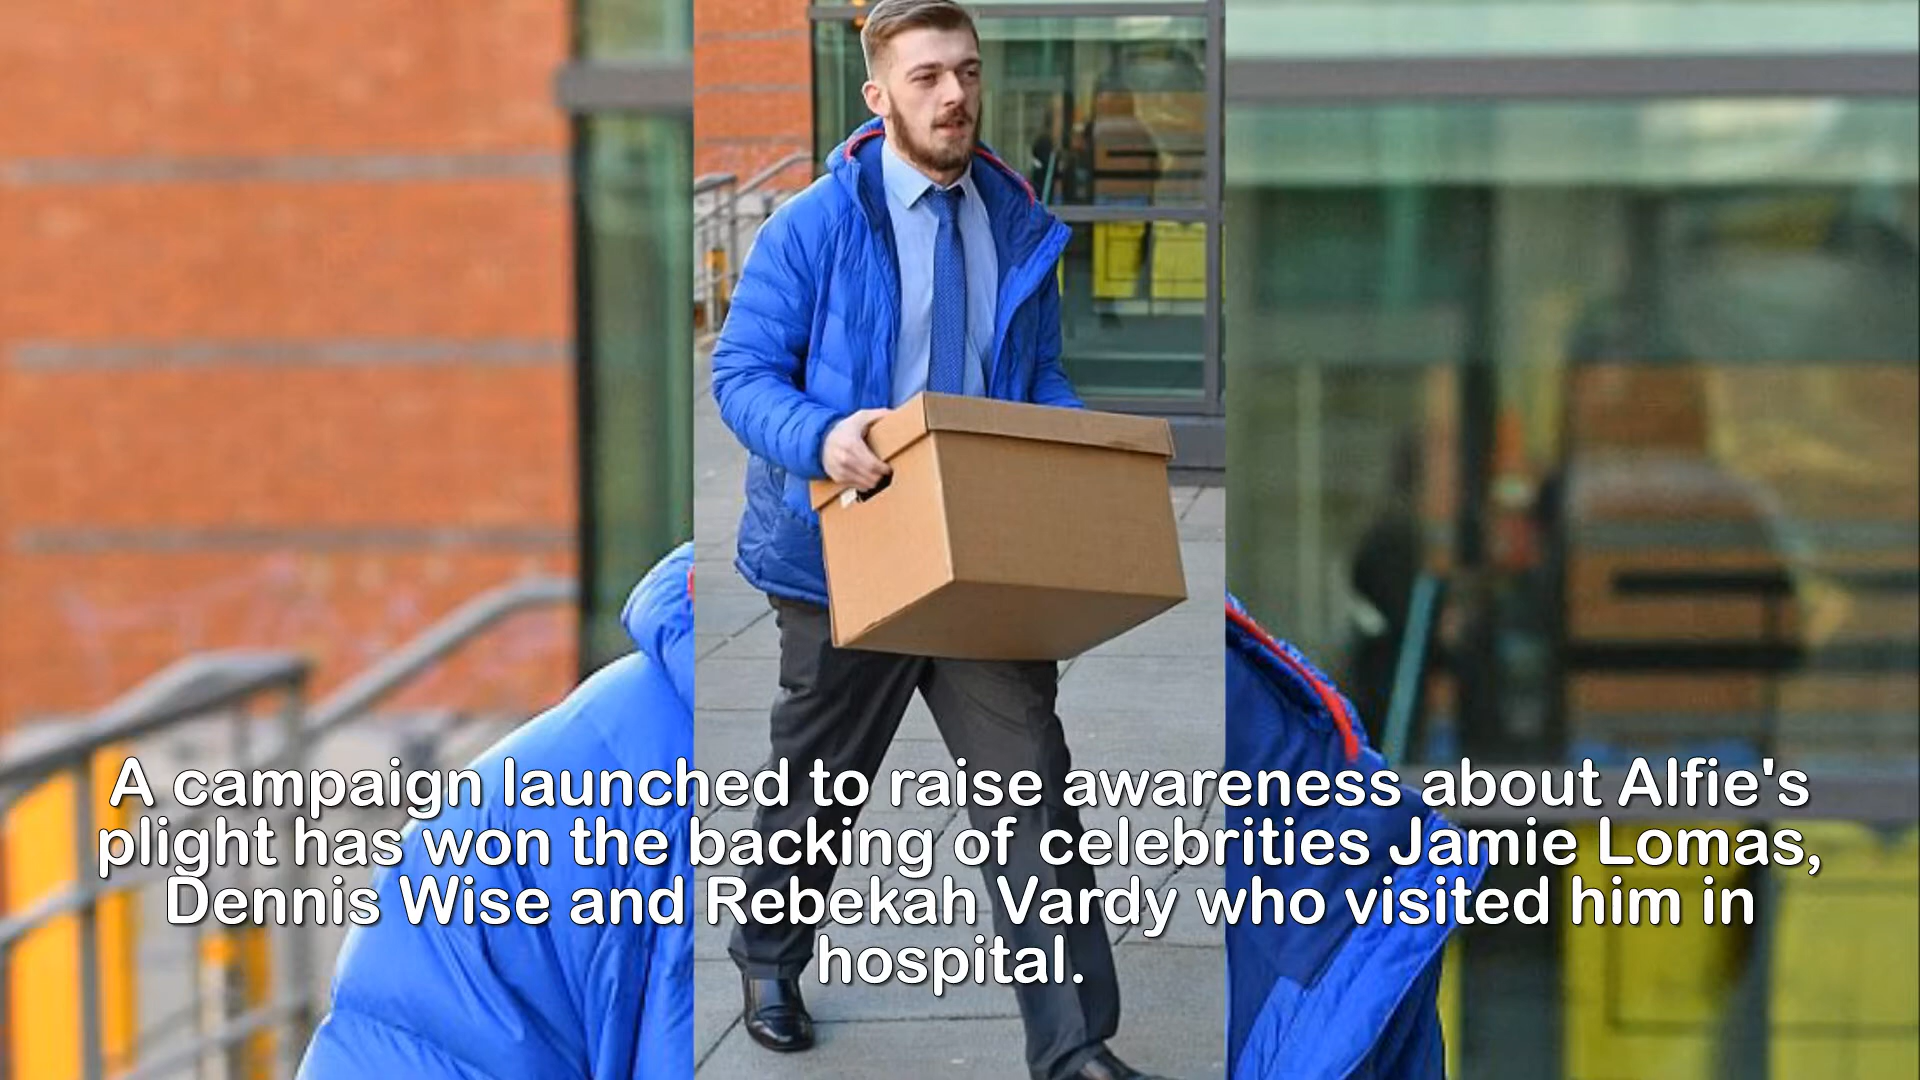 A campaign launched to raise awareness about Alfie's
plight has won the backing of celebrities Jamie Lomas,
Dennis Wise and Rebekah Vardy who visited him in
hospital.